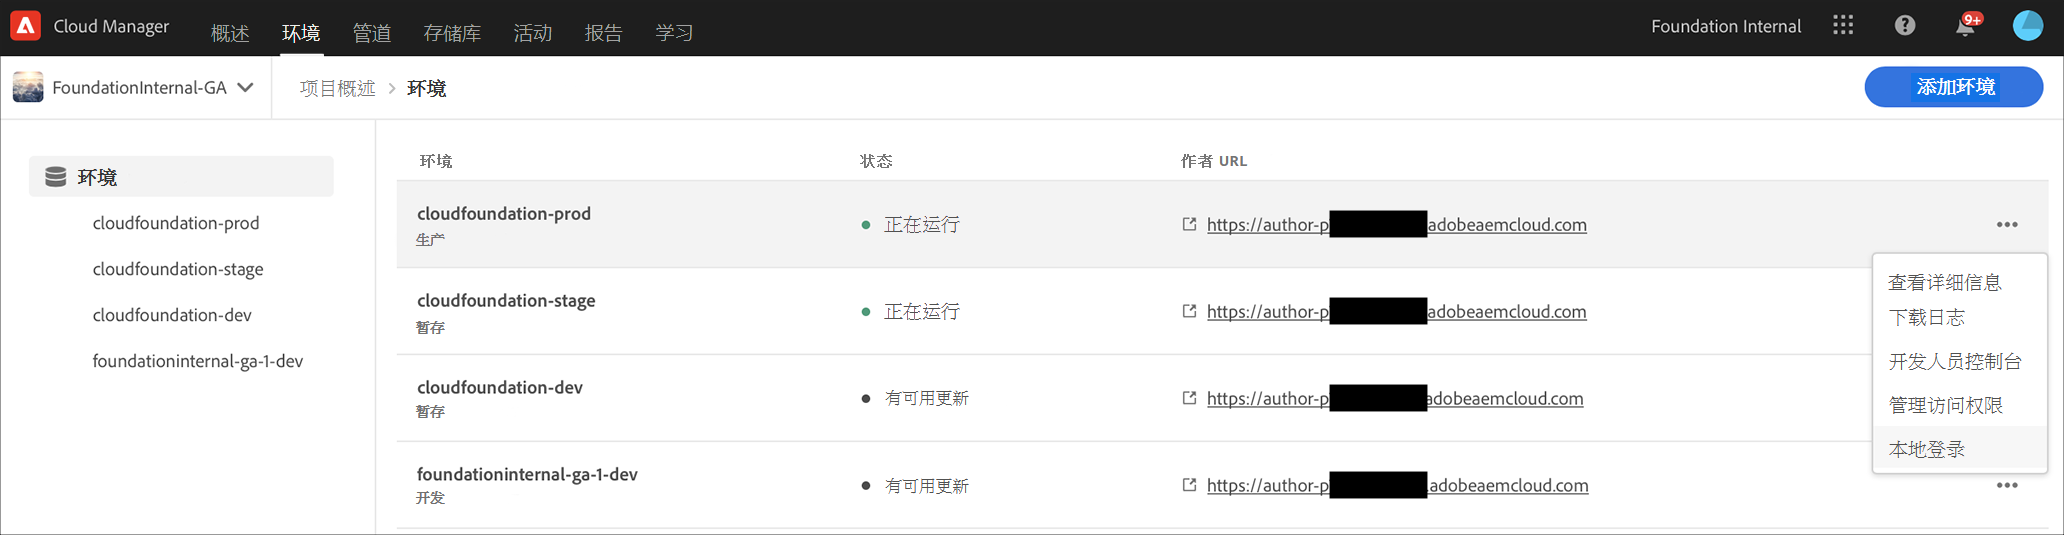 Cloud Manager 概述 环境 管道 存储库 活动 报告 学习 Foundation Internal 9+
FoundationInternal-GA 项目概述 环境 添加环境
环境
cloudfoundation-prod
cloudfoundation-stage
cloudfoundation-dev
foundationinternal-ga-1-dev
环境 状态 作者 URL
cloudfoundation-prod
生产
正在运行
https://author-p adobeaemcloud.com
cloudfoundation-stage
暂存
正在运行
https://author-p adobeaemcloud.com
cloudfoundation-dev
暂存
有可用更新
https://author-p adobeaemcloud.com
foundationinternal-ga-1-dev
开发
有可用更新
https://author-p .adobeaemcloud.com
查看详细信息
下载日志
开发人员控制台
管理访问权限
本地登录